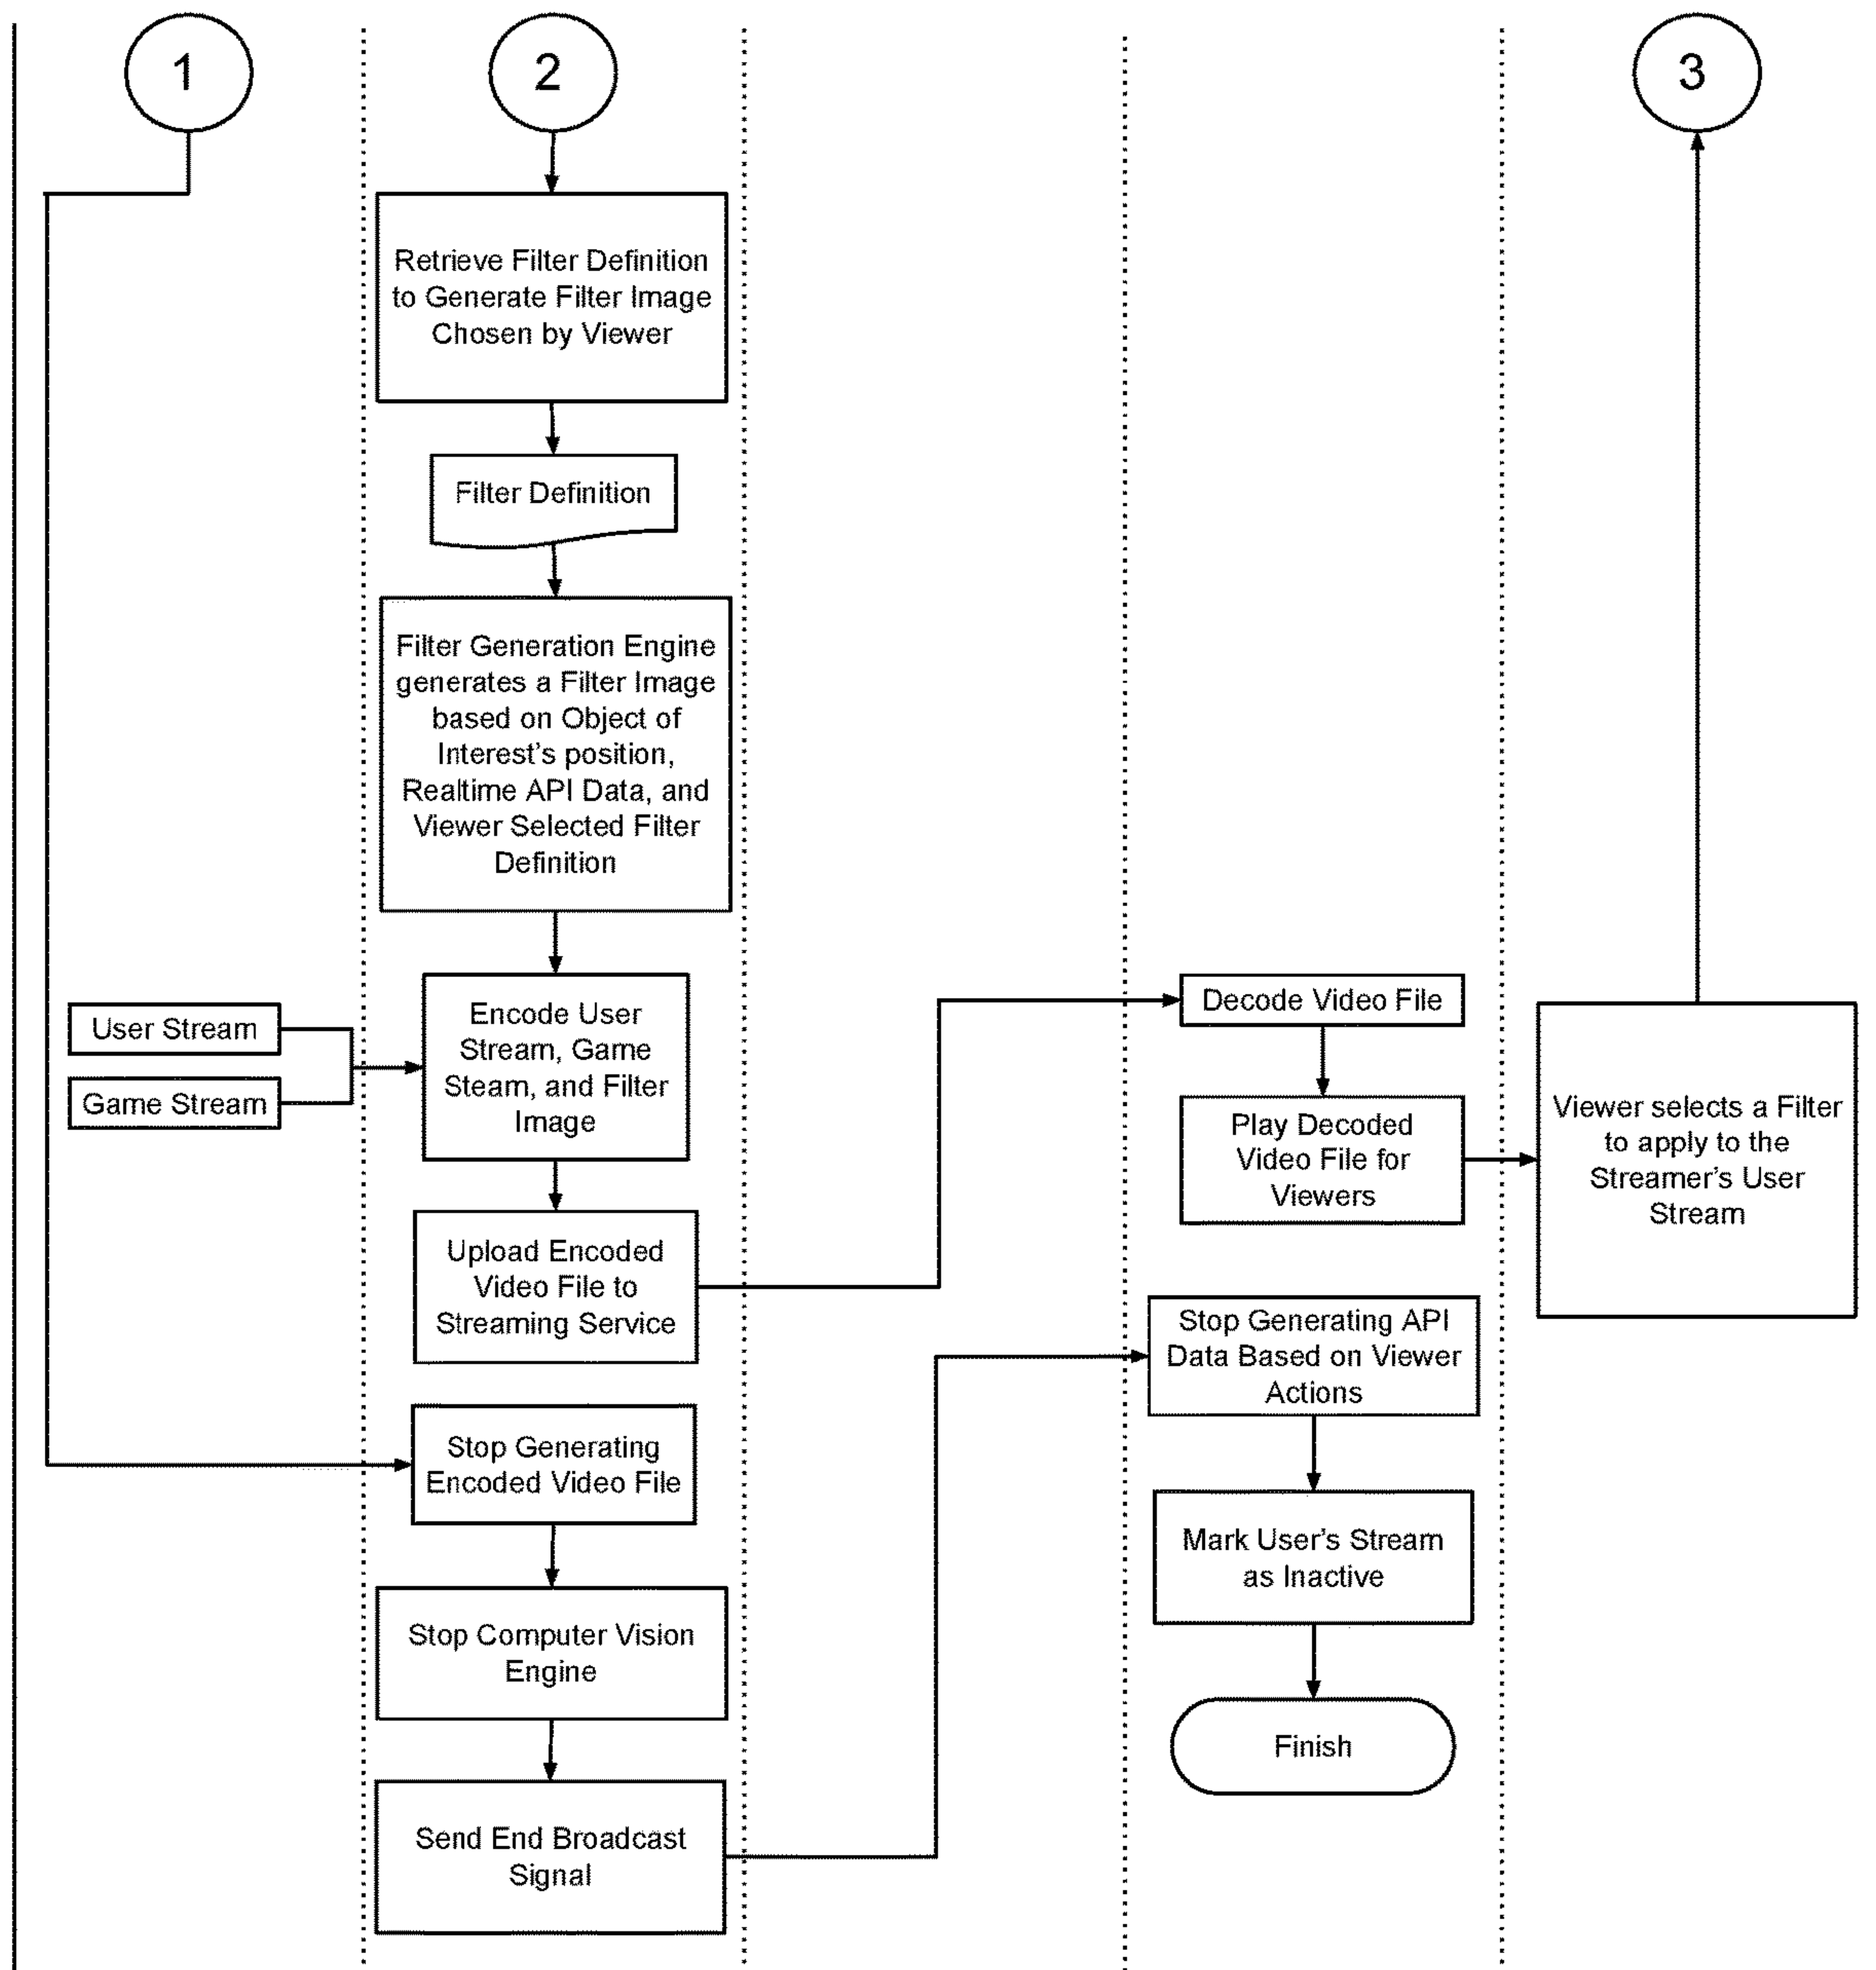 1
2
3
Retrieve Filter Definition
to Generate Filter Image
Chosen by Viewer
Filter Definition
Filter Generation Engine
generates a Filter Image
based on Object of
Interest's position,
Realtime API Data, and
Viewer Selected Filter
Definition
User Stream
Game Stream
Encode User
Stream, Game
Steam, and Filter
Image
Upload Encoded
Video File to
Streaming Service
Decode Video File
Play Decoded
Video File for
Viewers
Viewer selects a Filter
to apply to the
Streamer's User
Stream
Stop Generating
Encoded Video File
Stop Computer Vision
Engine
Send End Broadcast
Signal
Stop Generating API
Data Based on Viewer
Actions
Mark User's Stream
as Inactive
Finish